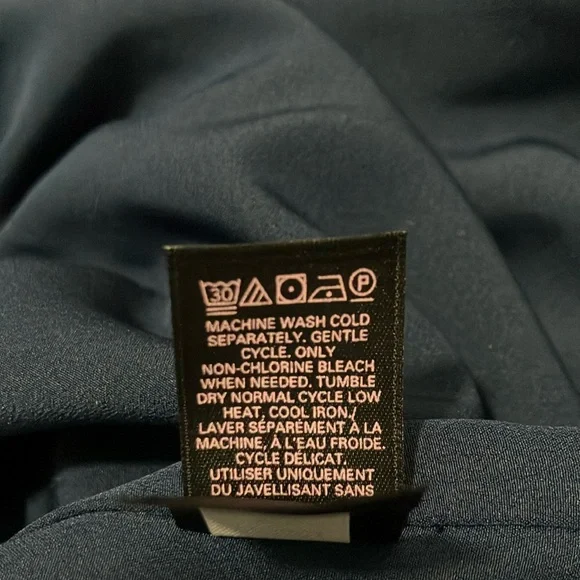 30 P
MACHINE WASH COLD
SEPARATELY. GENTLE
CYCLE. ONLY
NON-CHLORINE BLEACH
WHEN NEEDED. TUMBLE
DRY NORMAL CYCLE LOW
HEAT, COOL IRON./
LAVER SÉPARÉMENT À LA
MACHINE, À L'EAU FROIDE.
CYCLE DÉLICAT.
UTILISER UNIQUEMENT
DU JAVELLISANT SANS